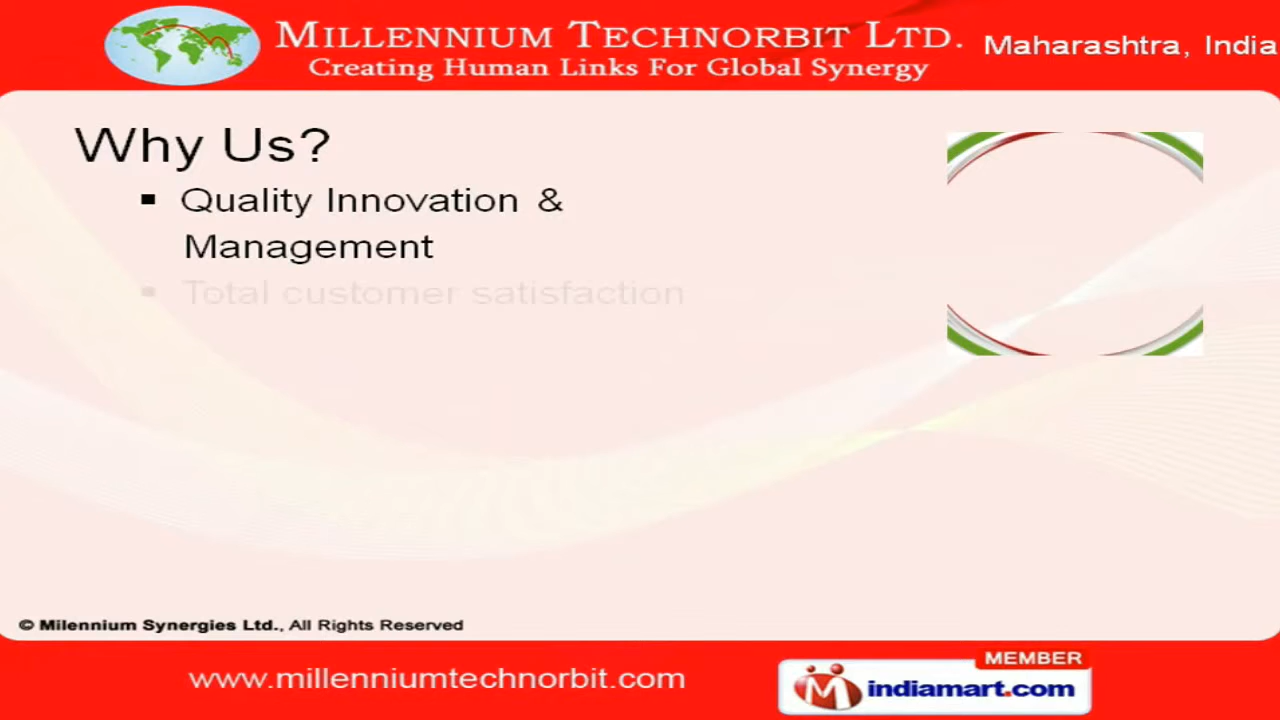 MILLENNIUM TECHNORBIT LTD.
Creating Human Links For Global Synergy
Maharashtra, India
Why Us?
▪ Quality Innovation &
Management
▪ Total customer satisfaction
© Milennium Synergies Ltd., All Rights Reserved
www.millenniumtechnorbit.com
MEMBER
indiamart.com